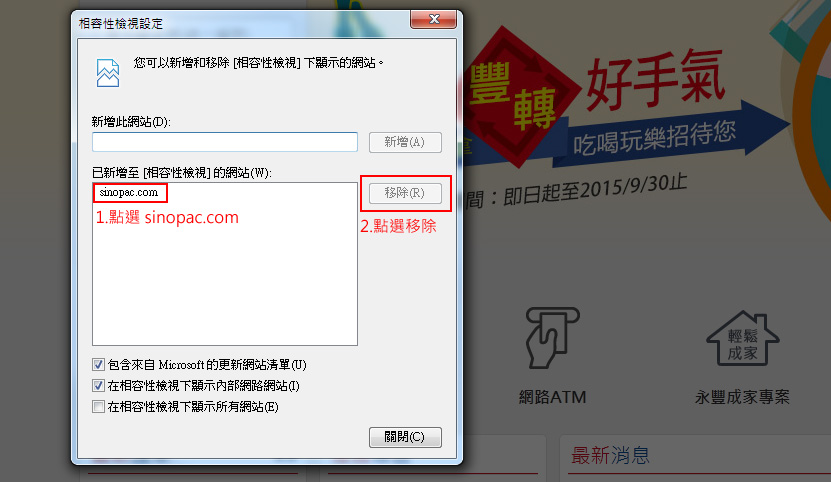 相容性檢視設定
您可以新增和移除 [相容性檢視] 下顯示的網站。
新增此網站(D):
新增(A)
已新增至 [相容性檢視] 的網站(W):
sinopac.com
移除(R)
1.點選 sinopac.com
2.點選移除
包含來自 Microsoft 的更新網站清單(U)
在相容性檢視下顯示內部網路網站(I)
在相容性檢視下顯示所有網站(E)
關閉(C)
豐轉
好手氣
吃喝玩樂招待您
間：即日起至2015/9/30止
輕鬆
成家
網路ATM
永豐成家專案
最新消息